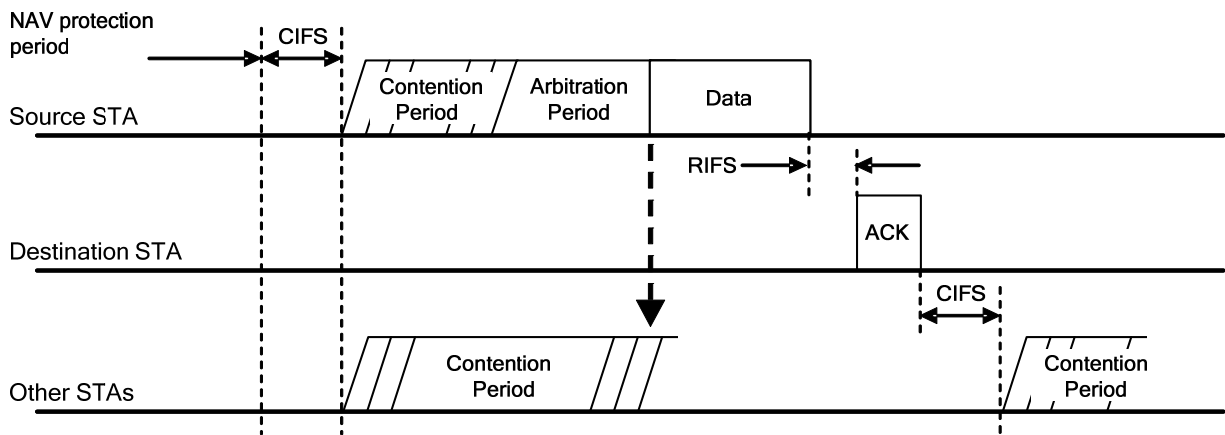 NAV protection
period
CIFS
Source STA
Contention
Period
Arbitration
Period
Data
RIFS
Destination STA
ACK
CIFS
Other STAs
Contention
Period
Contention
Period